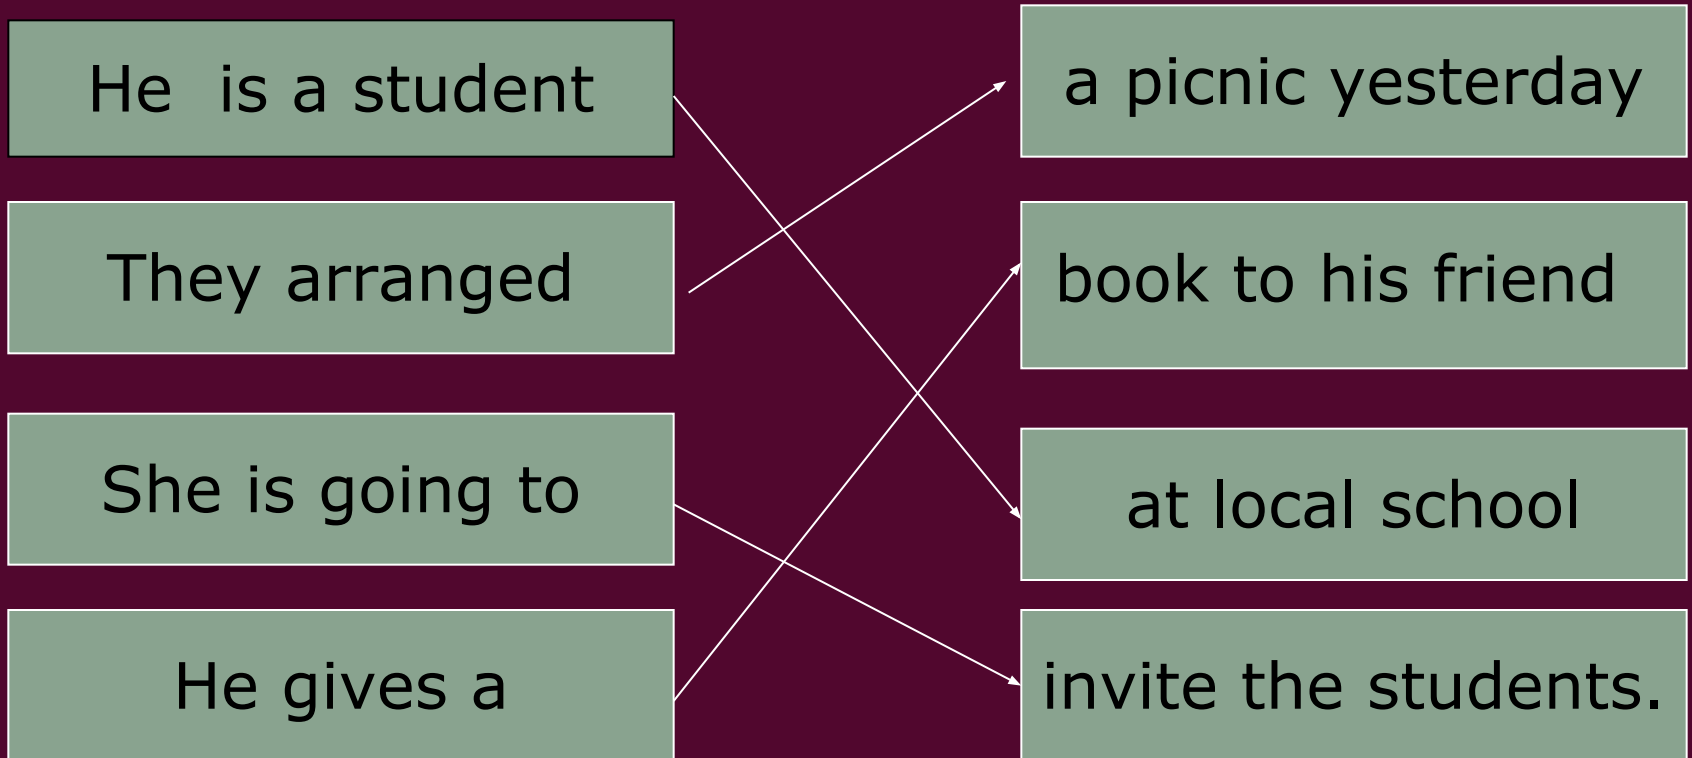 He is a student
a picnic yesterday
They arranged
book to his friend
She is going to
at local school
He gives a
invite the students.